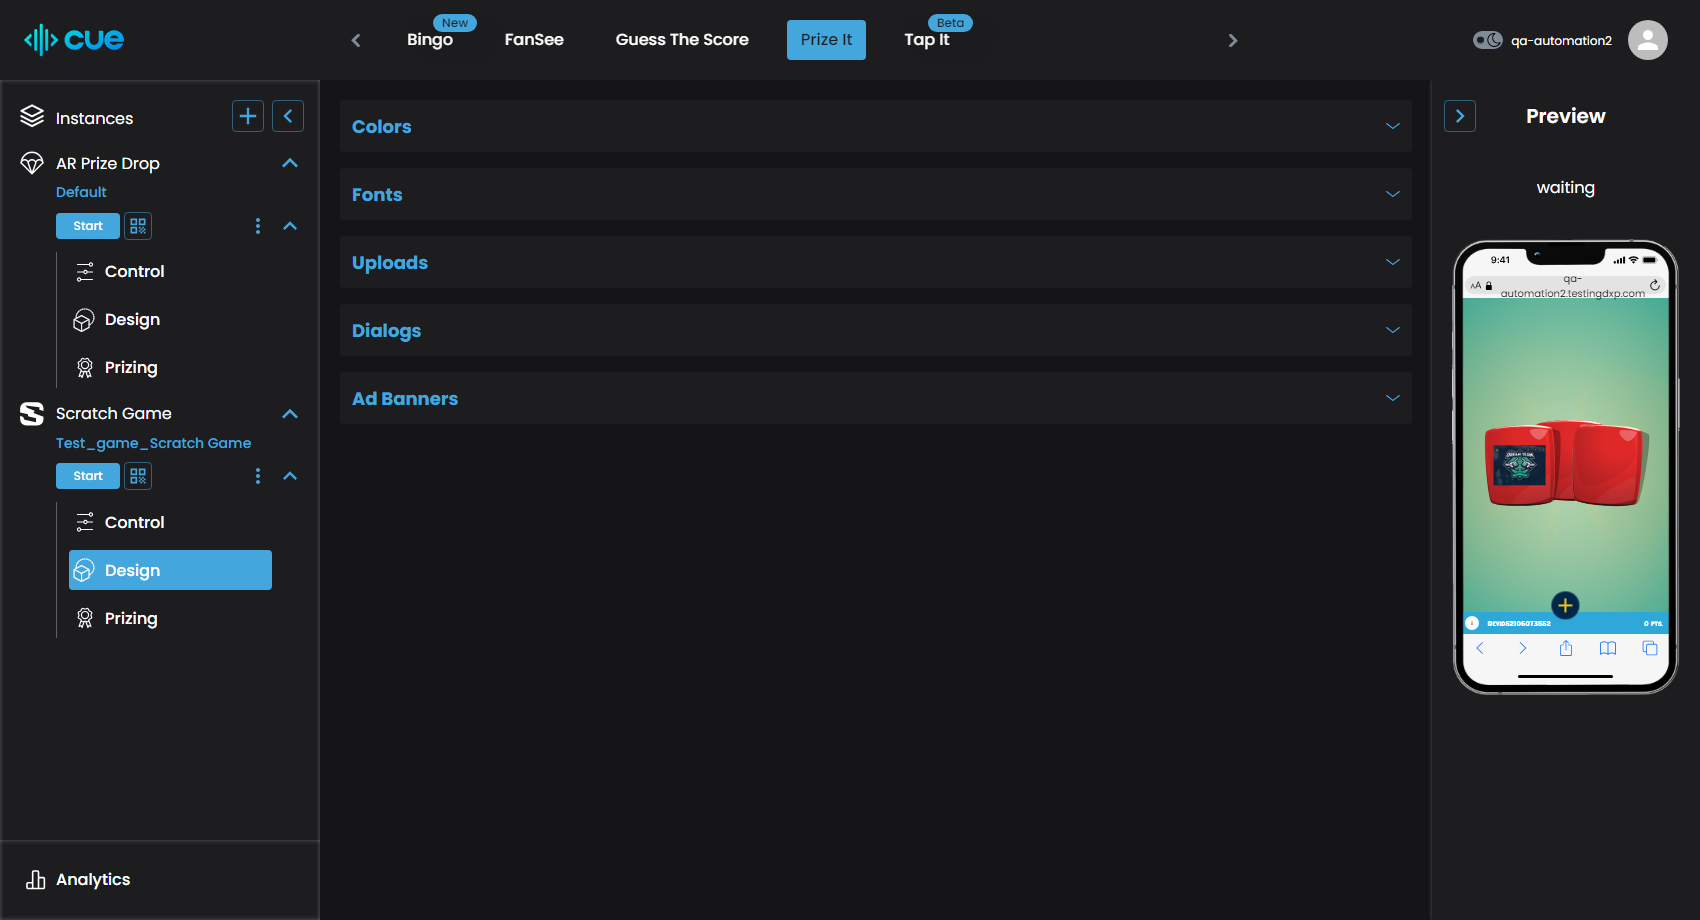 cue
Bingo
New
FanSee
Guess The Score
Prize It
Tap It
Beta
qa-automation2
Instances
AR Prize Drop
Default
Start
Control
Design
Prizing
Scratch Game
Test_game_Scratch Game
Start
Control
Design
Prizing
Analytics
Colors
Fonts
Uploads
Dialogs
Ad Banners
Preview
waiting
9:41
AA
qa-
automation2.testingdxp.com
0 PTS.